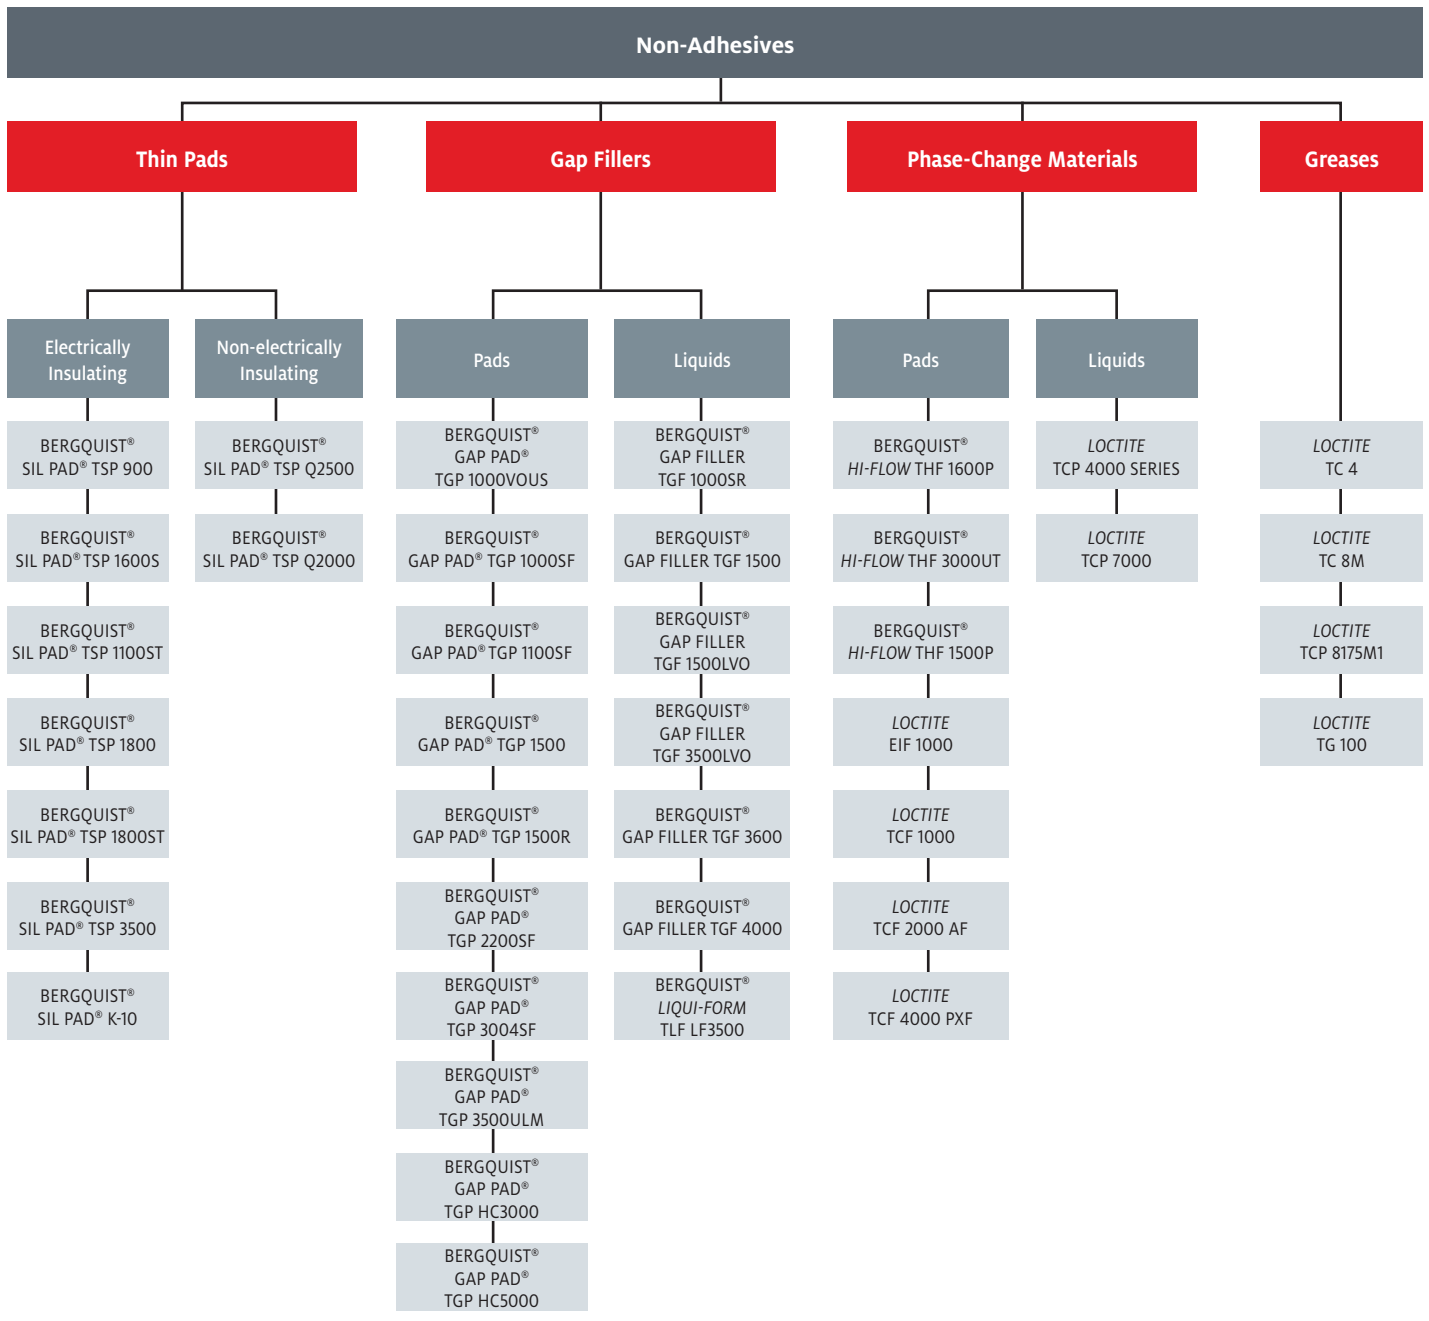 Non-Adhesives
Thin Pads
Gap Fillers
Phase-Change Materials
Greases
Electrically
Insulating
BERGQUIST®
SIL PAD® TSP 900
BERGQUIST®
SIL PAD® TSP 1600S
BERGQUIST®
SIL PAD® TSP 1100ST
BERGQUIST®
SIL PAD® TSP 1800
BERGQUIST®
SIL PAD® TSP 1800ST
BERGQUIST®
SIL PAD® TSP 3500
BERGQUIST®
SIL PAD® K-10
Non-electrically
Insulating
BERGQUIST®
SIL PAD® TSP Q2500
BERGQUIST®
SIL PAD® TSP Q2000
Pads
BERGQUIST®
GAP PAD®
TGP 1000VOUS
BERGQUIST®
GAP PAD® TGP 1000SF
BERGQUIST®
GAP PAD® TGP 1100SF
BERGQUIST®
GAP PAD® TGP 1500
BERGQUIST®
GAP PAD® TGP 1500R
BERGQUIST®
GAP PAD®
TGP 2200SF
BERGQUIST®
GAP PAD®
TGP 3004SF
BERGQUIST®
GAP PAD®
TGP 3500ULM
BERGQUIST®
GAP PAD®
TGP HC3000
BERGQUIST®
GAP PAD®
TGP HC5000
Liquids
BERGQUIST®
GAP FILLER
TGF 1000SR
BERGQUIST®
GAP FILLER TGF 1500
BERGQUIST®
GAP FILLER
TGF 1500LVO
BERGQUIST®
GAP FILLER
TGF 3500LVO
BERGQUIST®
GAP FILLER TGF 3600
BERGQUIST®
GAP FILLER TGF 4000
BERGQUIST®
LIQUI-FORM
TLF LF3500
Pads
BERGQUIST®
HI-FLOW THF 1600P
BERGQUIST®
HI-FLOW THF 3000UT
BERGQUIST®
HI-FLOW THF 1500P
LOCTITE
EIF 1000
LOCTITE
TCF 1000
LOCTITE
TCF 2000 AF
LOCTITE
TCF 4000 PXF
Liquids
LOCTITE
TCP 4000 SERIES
LOCTITE
TCP 7000
LOCTITE
TC 4
LOCTITE
TC 8M
LOCTITE
TCP 8175M1
LOCTITE
TG 100